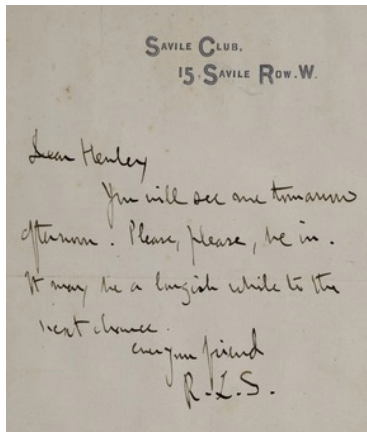 SAVILE CLUB.
15 SAVILE ROW. W.
Dear Henley
You will see me tomorrow
afternoon. Please, please, be in.
It may be a longish while to the
next chance.
ever your friend
R. L. S.